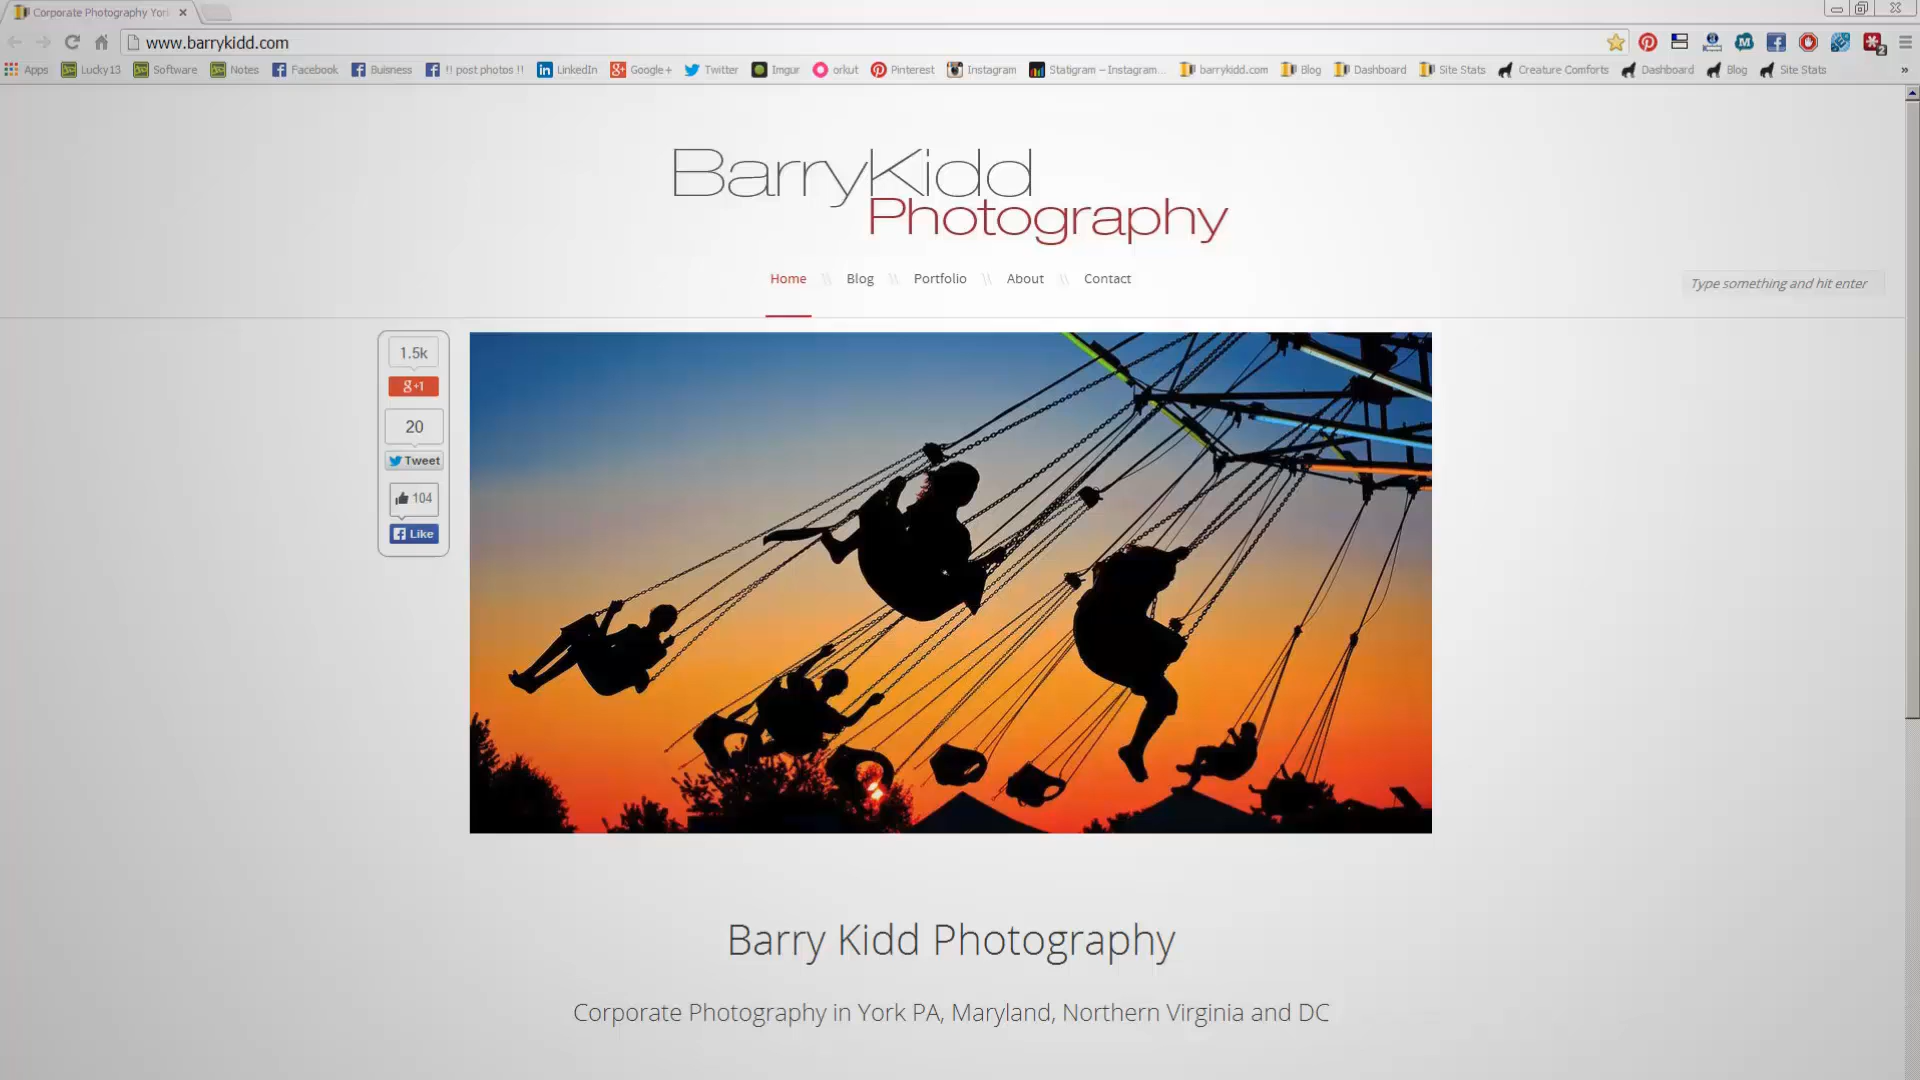 Corporate Photography Yor
www.barrykidd.com
2
Apps Lucky13 Software Notes Facebook Buisness !! post photos !! LinkedIn Google+ Twitter Imgur orkut Pinterest Instagram Statigram – Instagram... barrykidd.com Blog Dashboard Site Stats Creature Comforts Dashboard Blog Site Stats »
BarryKidd
Photography
Home \\ Blog \\ Portfolio \\ About \\ Contact
Type something and hit enter
1.5k
g+1
20
Tweet
104
Like
Barry Kidd Photography
Corporate Photography in York PA, Maryland, Northern Virginia and DC